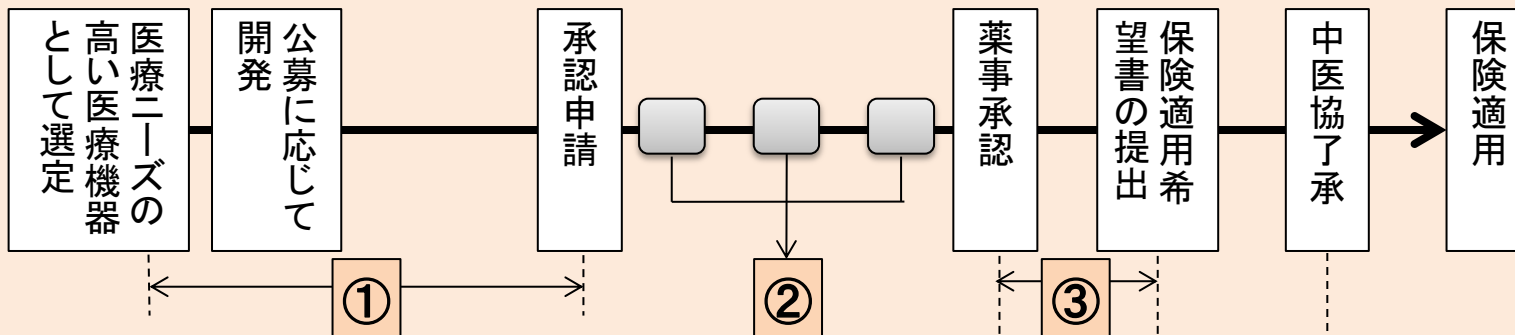 医療ニーズの
高い医療機器
として選定
公募に応じて
開発
承認申請
薬事承認
保険適用希
望書の提出
中医協了承
保険適用
①
②
③